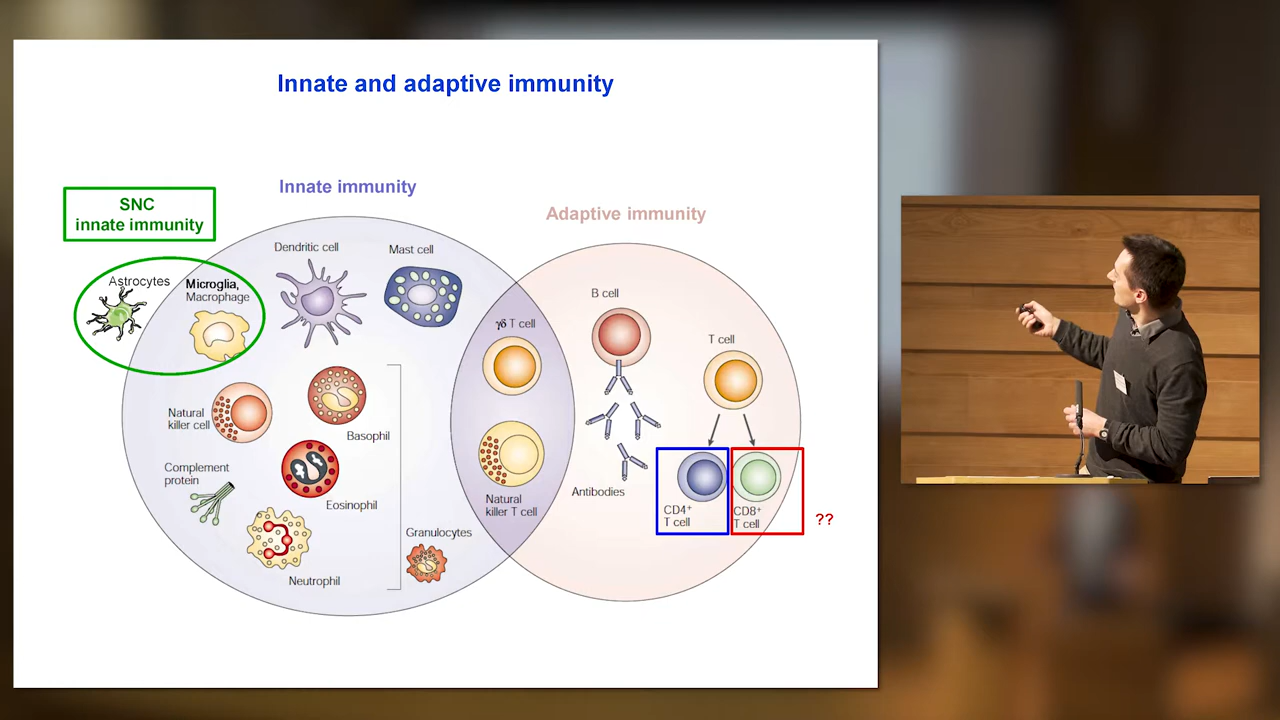 Innate and adaptive immunity
SNC
innate immunity
Innate immunity
Adaptive immunity
Astrocytes
Microglia,
Macrophage
Dendritic cell
Mast cell
γδ T cell
B cell
T cell
Natural
killer cell
Basophil
Complement
protein
Eosinophil
Neutrophil
Granulocytes
Natural
killer T cell
Antibodies
CD4⁺
T cell
CD8⁺
T cell
??